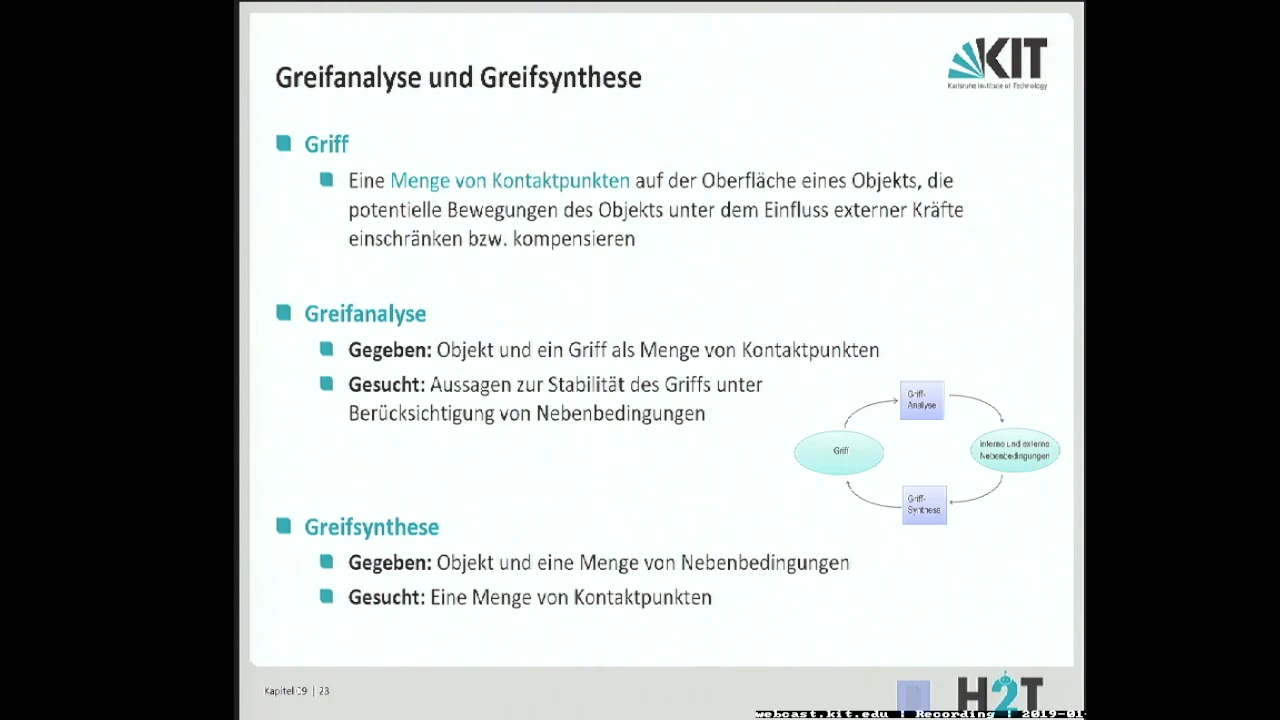 Greifanalyse und Greifsynthese
KIT
Karlsruhe Institute of Technology
Griff
Eine Menge von Kontaktpunkten auf der Oberfläche eines Objekts, die
potentielle Bewegungen des Objekts unter dem Einfluss externer Kräfte
einschränken bzw. kompensieren
Greifanalyse
Gegeben: Objekt und ein Griff als Menge von Kontaktpunkten
Gesucht: Aussagen zur Stabilität des Griffs unter
Berücksichtigung von Nebenbedingungen
Griff-
Analyse
Griff
Interne und externe
Nebenbedingungen
Griff-
Synthese
Greifsynthese
Gegeben: Objekt und eine Menge von Nebenbedingungen
Gesucht: Eine Menge von Kontaktpunkten
Kapitel 09 | 23
H2T
webcast.kit.edu | Recording | 2019-01-